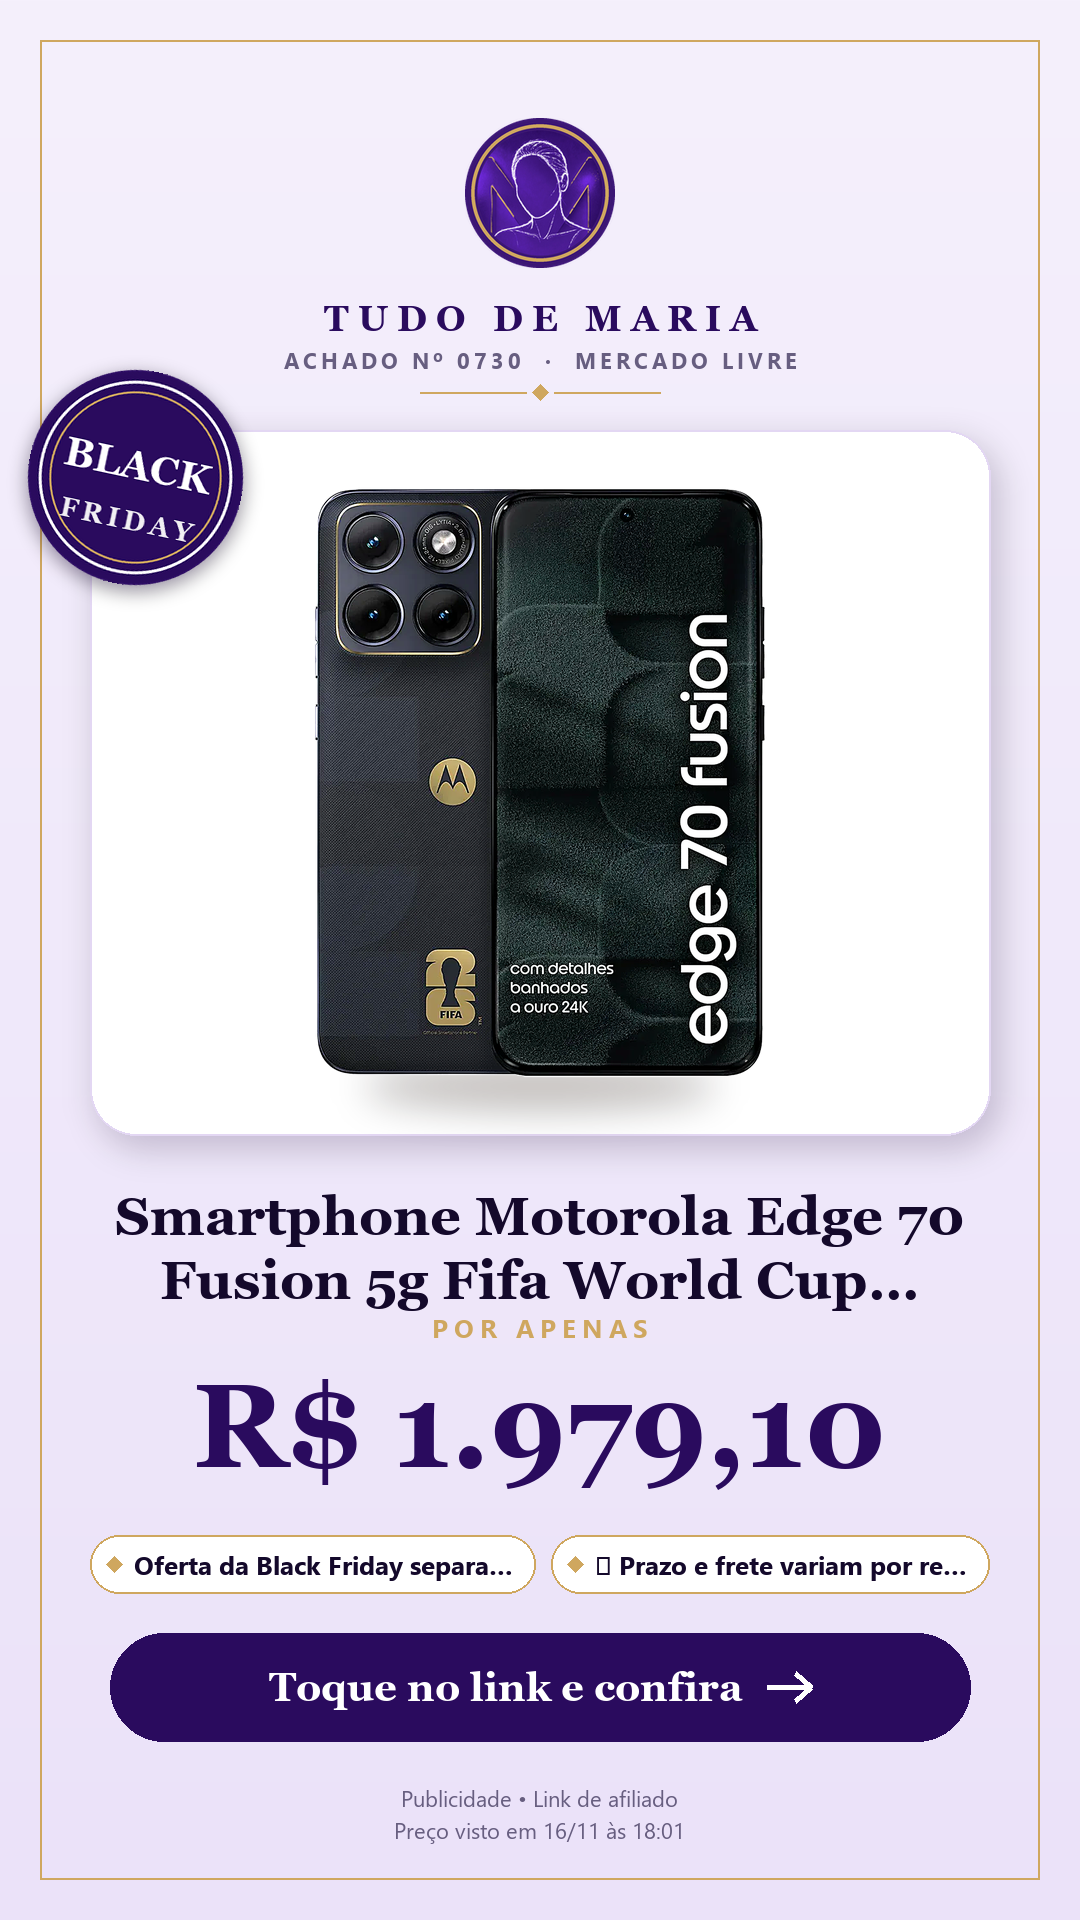 TUDO DE MARIA
ACHADO Nº 0730 · MERCADO LIVRE
BLACK
FRIDAY
edge 70 fusion
com detalhes
banhados
a ouro 24K
FIFA
Smartphone Motorola Edge 70
Fusion 5g Fifa World Cup...
POR APENAS
R$ 1.979,10
Oferta da Black Friday separa...
Prazo e frete variam por re...
Toque no link e confira →
Publicidade • Link de afiliado
Preço visto em 16/11 às 18:01